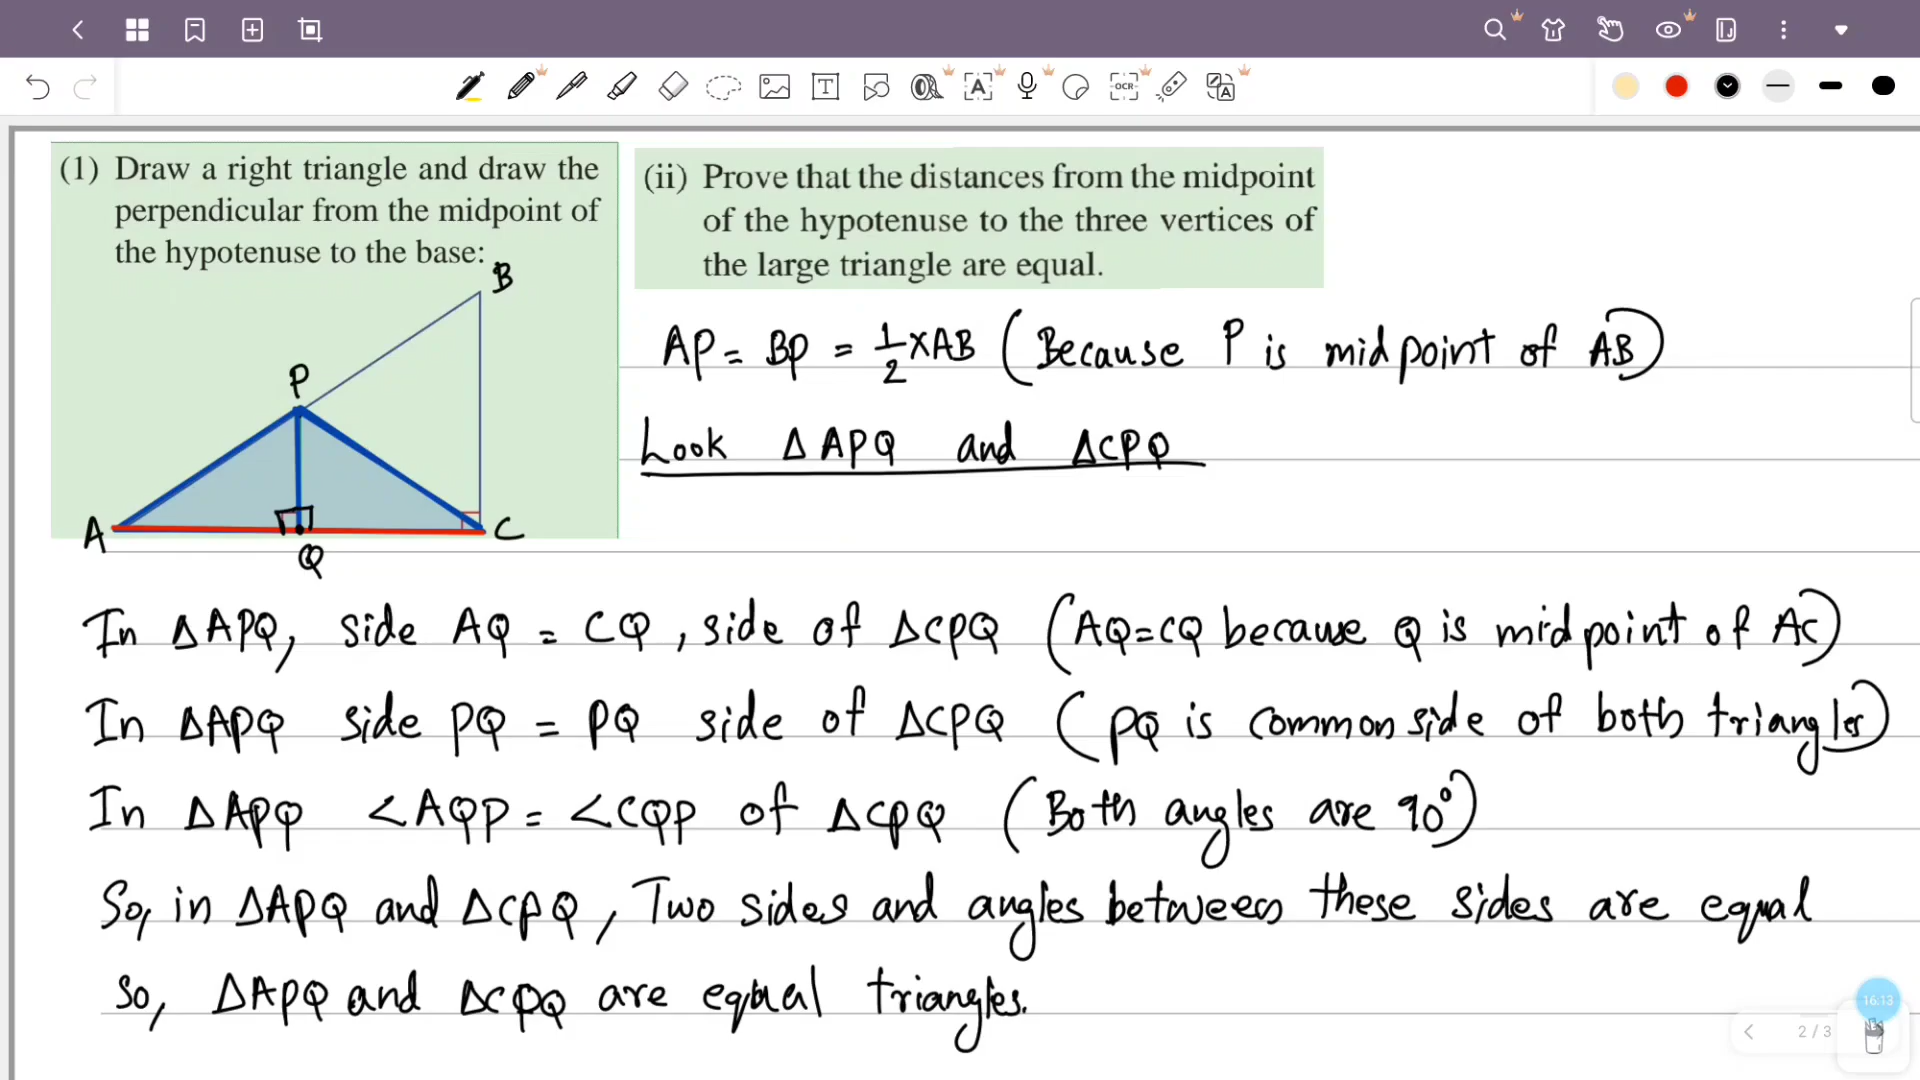 (1) Draw a right triangle and draw the
perpendicular from the midpoint of
the hypotenuse to the base:
B
P
A
C
Q
(ii) Prove that the distances from the midpoint
of the hypotenuse to the three vertices of
the large triangle are equal.
AP = BP = 1/2 × AB (Because P is midpoint of AB)
Look ΔAPQ and ΔCPQ
In ΔAPQ, side AQ = CQ, side of ΔCPQ (AQ=CQ because Q is midpoint of AC)
In ΔAPQ side PQ = PQ side of ΔCPQ (PQ is common side of both triangles)
In ΔAPQ <AQP = <CQP of ΔCPQ (Both angles are 90°)
So, in ΔAPQ and ΔCPQ, Two sides and angles between these sides are equal
So, ΔAPQ and ΔCPQ are equal triangles.
16:13
2 / 3
T
A
OCR
A